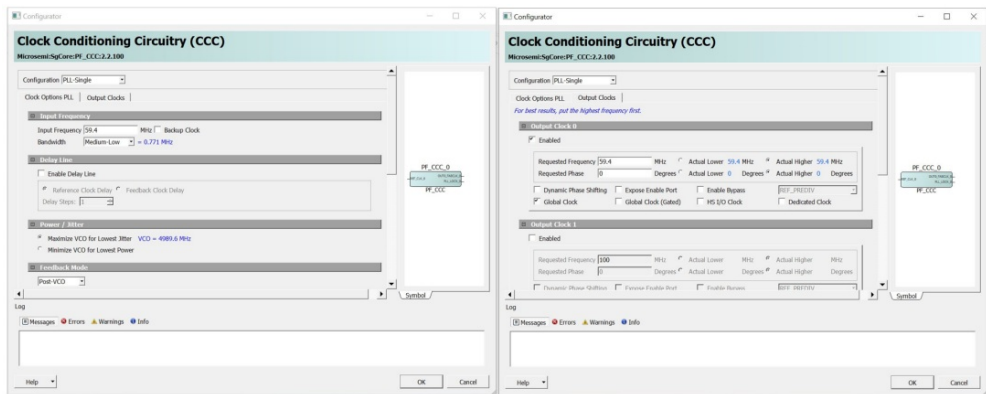 Configurator
Clock Conditioning Circuitry (CCC)
Microsemi:SgCore:PF_CCC:2.2.100
Configuration PLL-Single
Clock Options PLL Output Clocks
Input Frequency
Input Frequency 59.4 MHz Backup Clock
Bandwidth Medium-Low = 0.771 MHz
Delay Line
Enable Delay Line
Reference Clock Delay Feedback Clock Delay
Delay Steps: 1
Power / Jitter
Maximize VCO for Lowest Jitter VCO = 4989.6 MHz
Minimize VCO for Lowest Power
Feedback Mode
Post-VCO
PF_CCC_0
PF_CCC
Symbol
Log
Messages Errors Warnings Info
Help OK Cancel
Configurator
Clock Conditioning Circuitry (CCC)
Microsemi:SgCore:PF_CCC:2.2.100
Configuration PLL-Single
Clock Options PLL Output Clocks
For best results, put the highest frequency first.
Output Clock 0
Enabled
Requested Frequency 59.4 MHz Actual Lower 59.4 MHz Actual Higher 59.4 MHz
Requested Phase 0 Degrees Actual Lower 0 Degrees Actual Higher 0 Degrees
Dynamic Phase Shifting Expose Enable Port Enable Bypass REF_PREDIV
Global Clock Global Clock (Gated) HS I/O Clock Dedicated Clock
Output Clock 1
Enabled
Requested Frequency 100 MHz Actual Lower MHz Actual Higher MHz
Requested Phase 0 Degrees Actual Lower Degrees Actual Higher Degrees
Dynamic Phase Shifting Expose Enable Port Enable Bypass REF_PREDIV
PF_CCC_0
PF_CCC
Symbol
Log
Messages Errors Warnings Info
Help OK Cancel